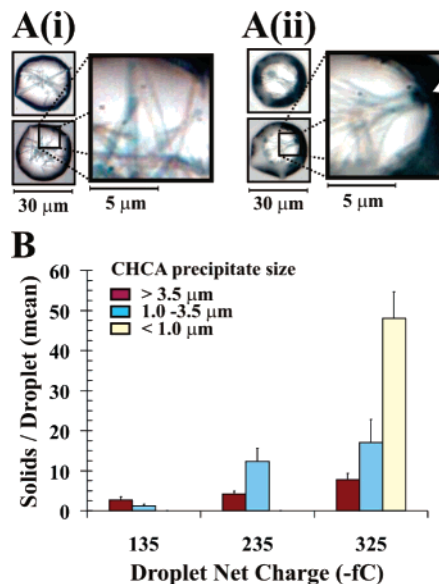 A(i) A(ii)
30 μm 5 μm 30 μm 5 μm
B
CHCA precipitate size
> 3.5 μm
1.0 -3.5 μm
< 1.0 μm
Solids / Droplet (mean)
60
50
40
30
20
10
0
135 235 325
Droplet Net Charge (-fC)